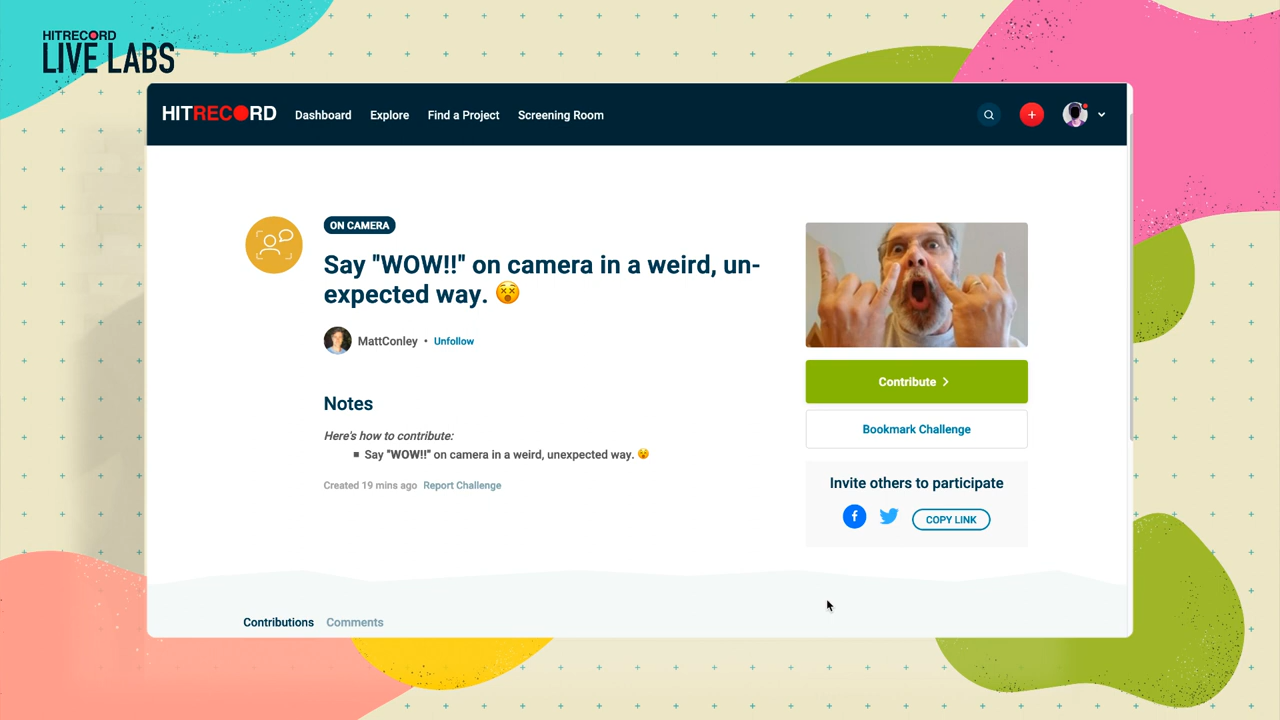 HITRECORD
LIVE LABS
HITRECORD Dashboard Explore Find a Project Screening Room
ON CAMERA
Say "WOW!!" on camera in a weird, un-
expected way. 😵
MattConley • Unfollow
Notes
Here's how to contribute:
Say "WOW!!" on camera in a weird, unexpected way. 😵
Created 19 mins ago Report Challenge
Contribute >
Bookmark Challenge
Invite others to participate
COPY LINK
Contributions Comments